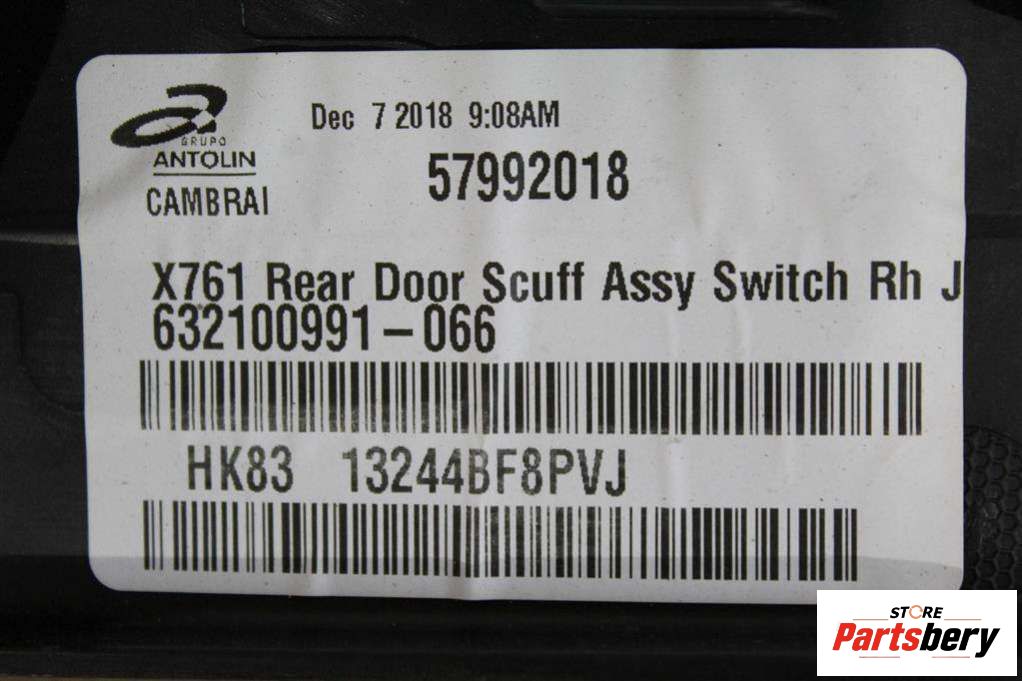 GRUPO
ANTOLIN
CAMBRAI
Dec 7 2018 9:08AM
57992018
X761 Rear Door Scuff Assy Switch Rh J
632100991-066
HK83 13244BF8PVJ
STORE
Partsbery